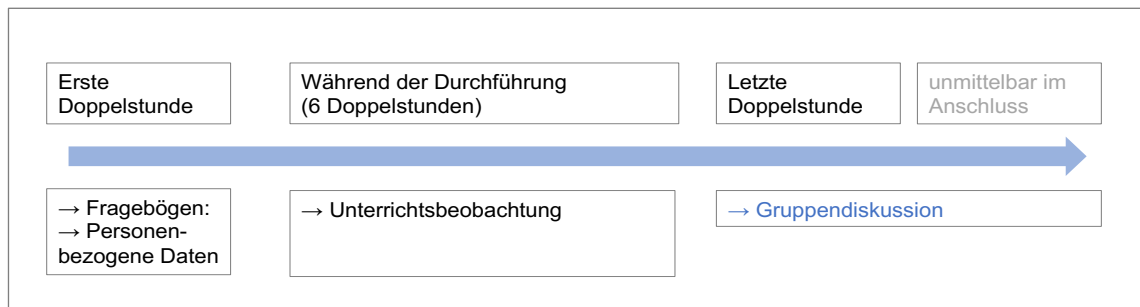 Erste
Doppelstunde
Während der Durchführung
(6 Doppelstunden)
Letzte
Doppelstunde
unmittelbar im
Anschluss
→ Fragebögen:
→ Personen-
bezogene Daten
→ Unterrichtsbeobachtung
→ Gruppendiskussion